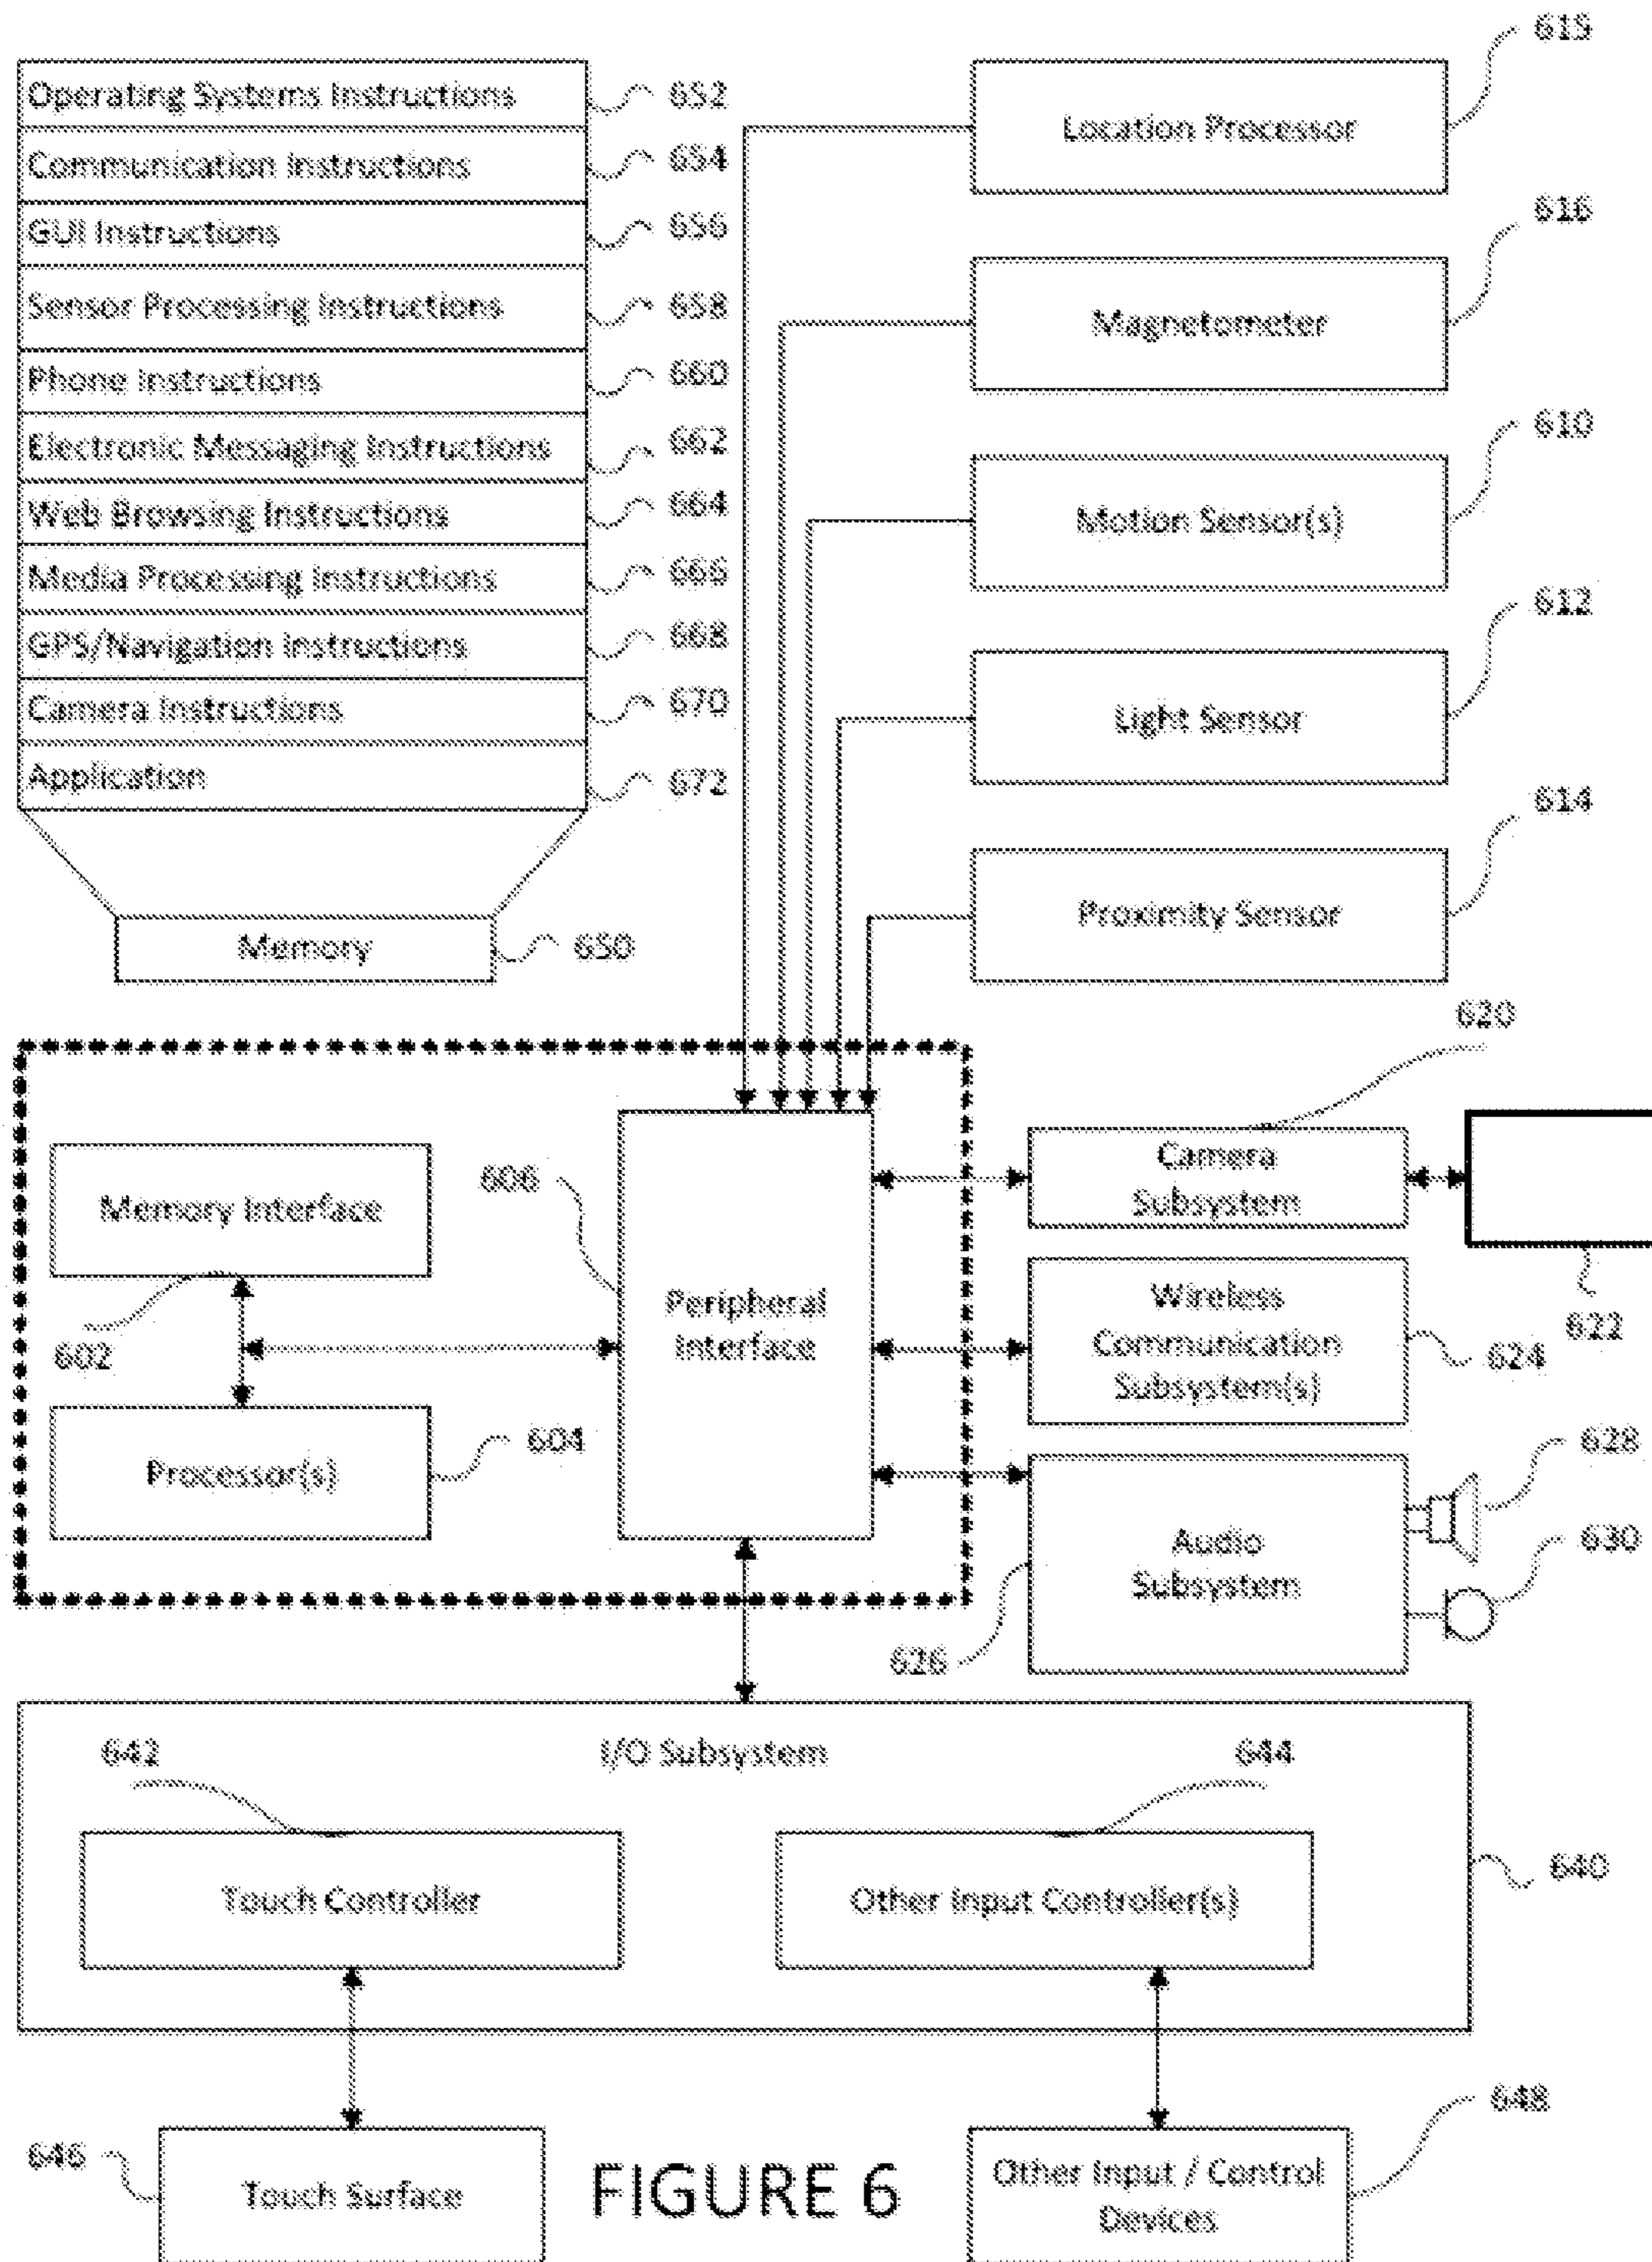 Operating Systems Instructions 652
Communication Instructions 654
GUI Instructions 656
Sensor Processing Instructions 658
Phone Instructions 660
Electronic Messaging Instructions 662
Web Browsing Instructions 664
Media Processing Instructions 666
GPS/Navigation Instructions 668
Camera Instructions 670
Application 672
Memory 650
Location Processor 615
Magnetometer 616
Motion Sensor(s) 610
Light Sensor 612
Proximity Sensor 614
Memory Interface
602
Processor(s) 604
606
Peripheral
Interface
620
Camera
Subsystem
622
Wireless
Communication
Subsystem(s)
624
Audio
Subsystem
626
628
630
I/O Subsystem
640
642
Touch Controller
644
Other Input Controller(s)
646
Touch Surface
648
Other Input / Control
Devices
FIGURE 6